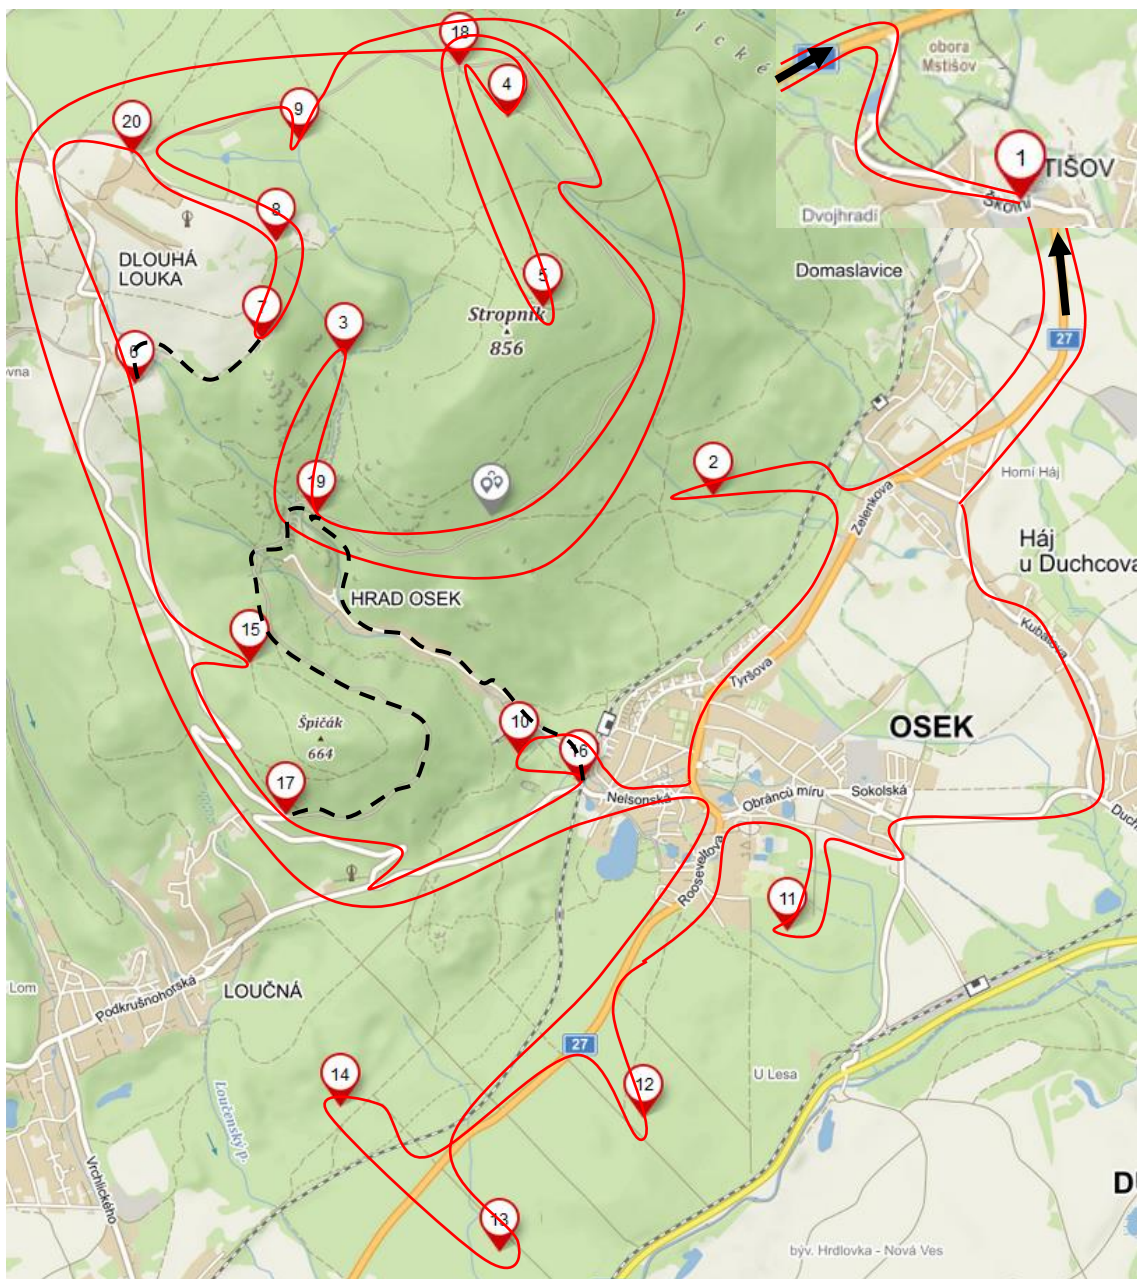 v i c k é
obora
Mstišov
1
TIŠOV
Školní
Dvojhradí
18
4
9
20
8
DLOUHÁ
LOUKA
Domaslavice
7
5
Stropník
856
3
6
27
ovna
2
19
Horní Háj
Zelenkova
Háj
u Duchcova
HRAD OSEK
15
Kubátova
Tyršova
Špičák
664
10
16
OSEK
17
Nelsonská
Obránců míru
Sokolská
Duch
Rooseveltova
11
Lom
LOUČNÁ
Podkrušnohorská
27
14
12
U Lesa
Loučenský p.
Vrchlického
13
D
býv. Hrdlovka - Nová Ves